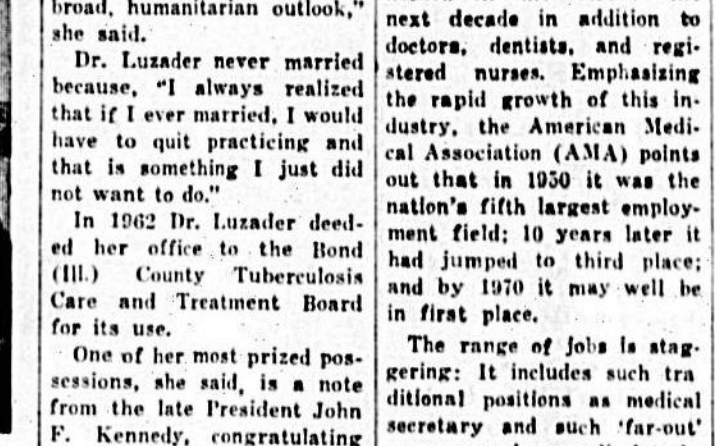 broad, humanitarian outlook,"
she said.
Dr. Luzader never married
because, "I always realized
that if I ever married, I would
have to quit practicing and
that is something I just did
not want to do."
In 1962 Dr. Luzader deed-
ed her office to the Bond
(Ill.) County Tuberculosis
Care and Treatment Board
for its use.
One of her most prized pos-
sessions, she said, is a note
from the late President John
F. Kennedy, congratulating
next decade in addition to
doctors, dentists, and regi-
stered nurses. Emphasizing
the rapid growth of this in-
dustry, the American Medi-
cal Association (AMA) points
out that in 1950 it was the
nation's fifth largest employ-
ment field; 10 years later it
had jumped to third place;
and by 1970 it may well be
in first place.
The range of jobs is stag-
gering: It includes such tra
ditional positions as medical
secretary and such 'far-out'